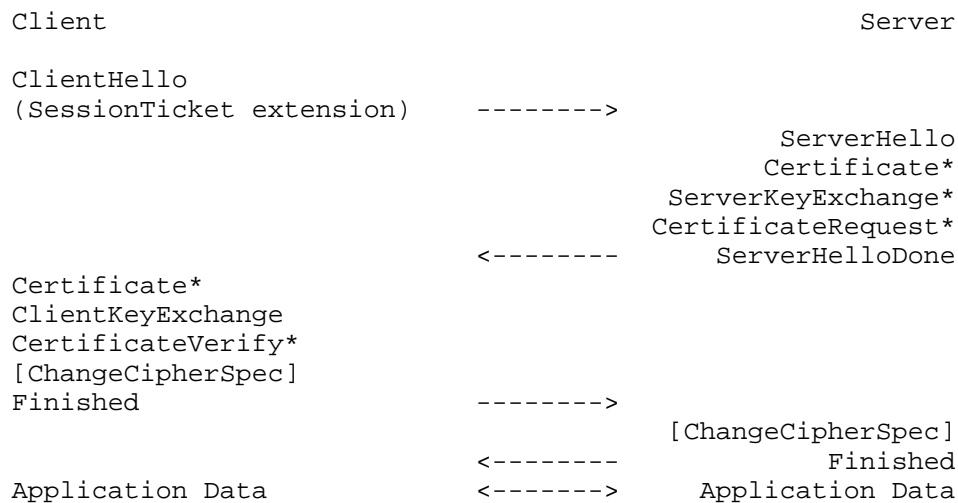 Client                                               Server

ClientHello
(SessionTicket extension)    -------->
                                                ServerHello
                                               Certificate*
                                         ServerKeyExchange*
                                        CertificateRequest*
                             <--------      ServerHelloDone
Certificate*
ClientKeyExchange
CertificateVerify*
[ChangeCipherSpec]
Finished                     -------->
                                         [ChangeCipherSpec]
                             <--------             Finished
Application Data             <------->     Application Data